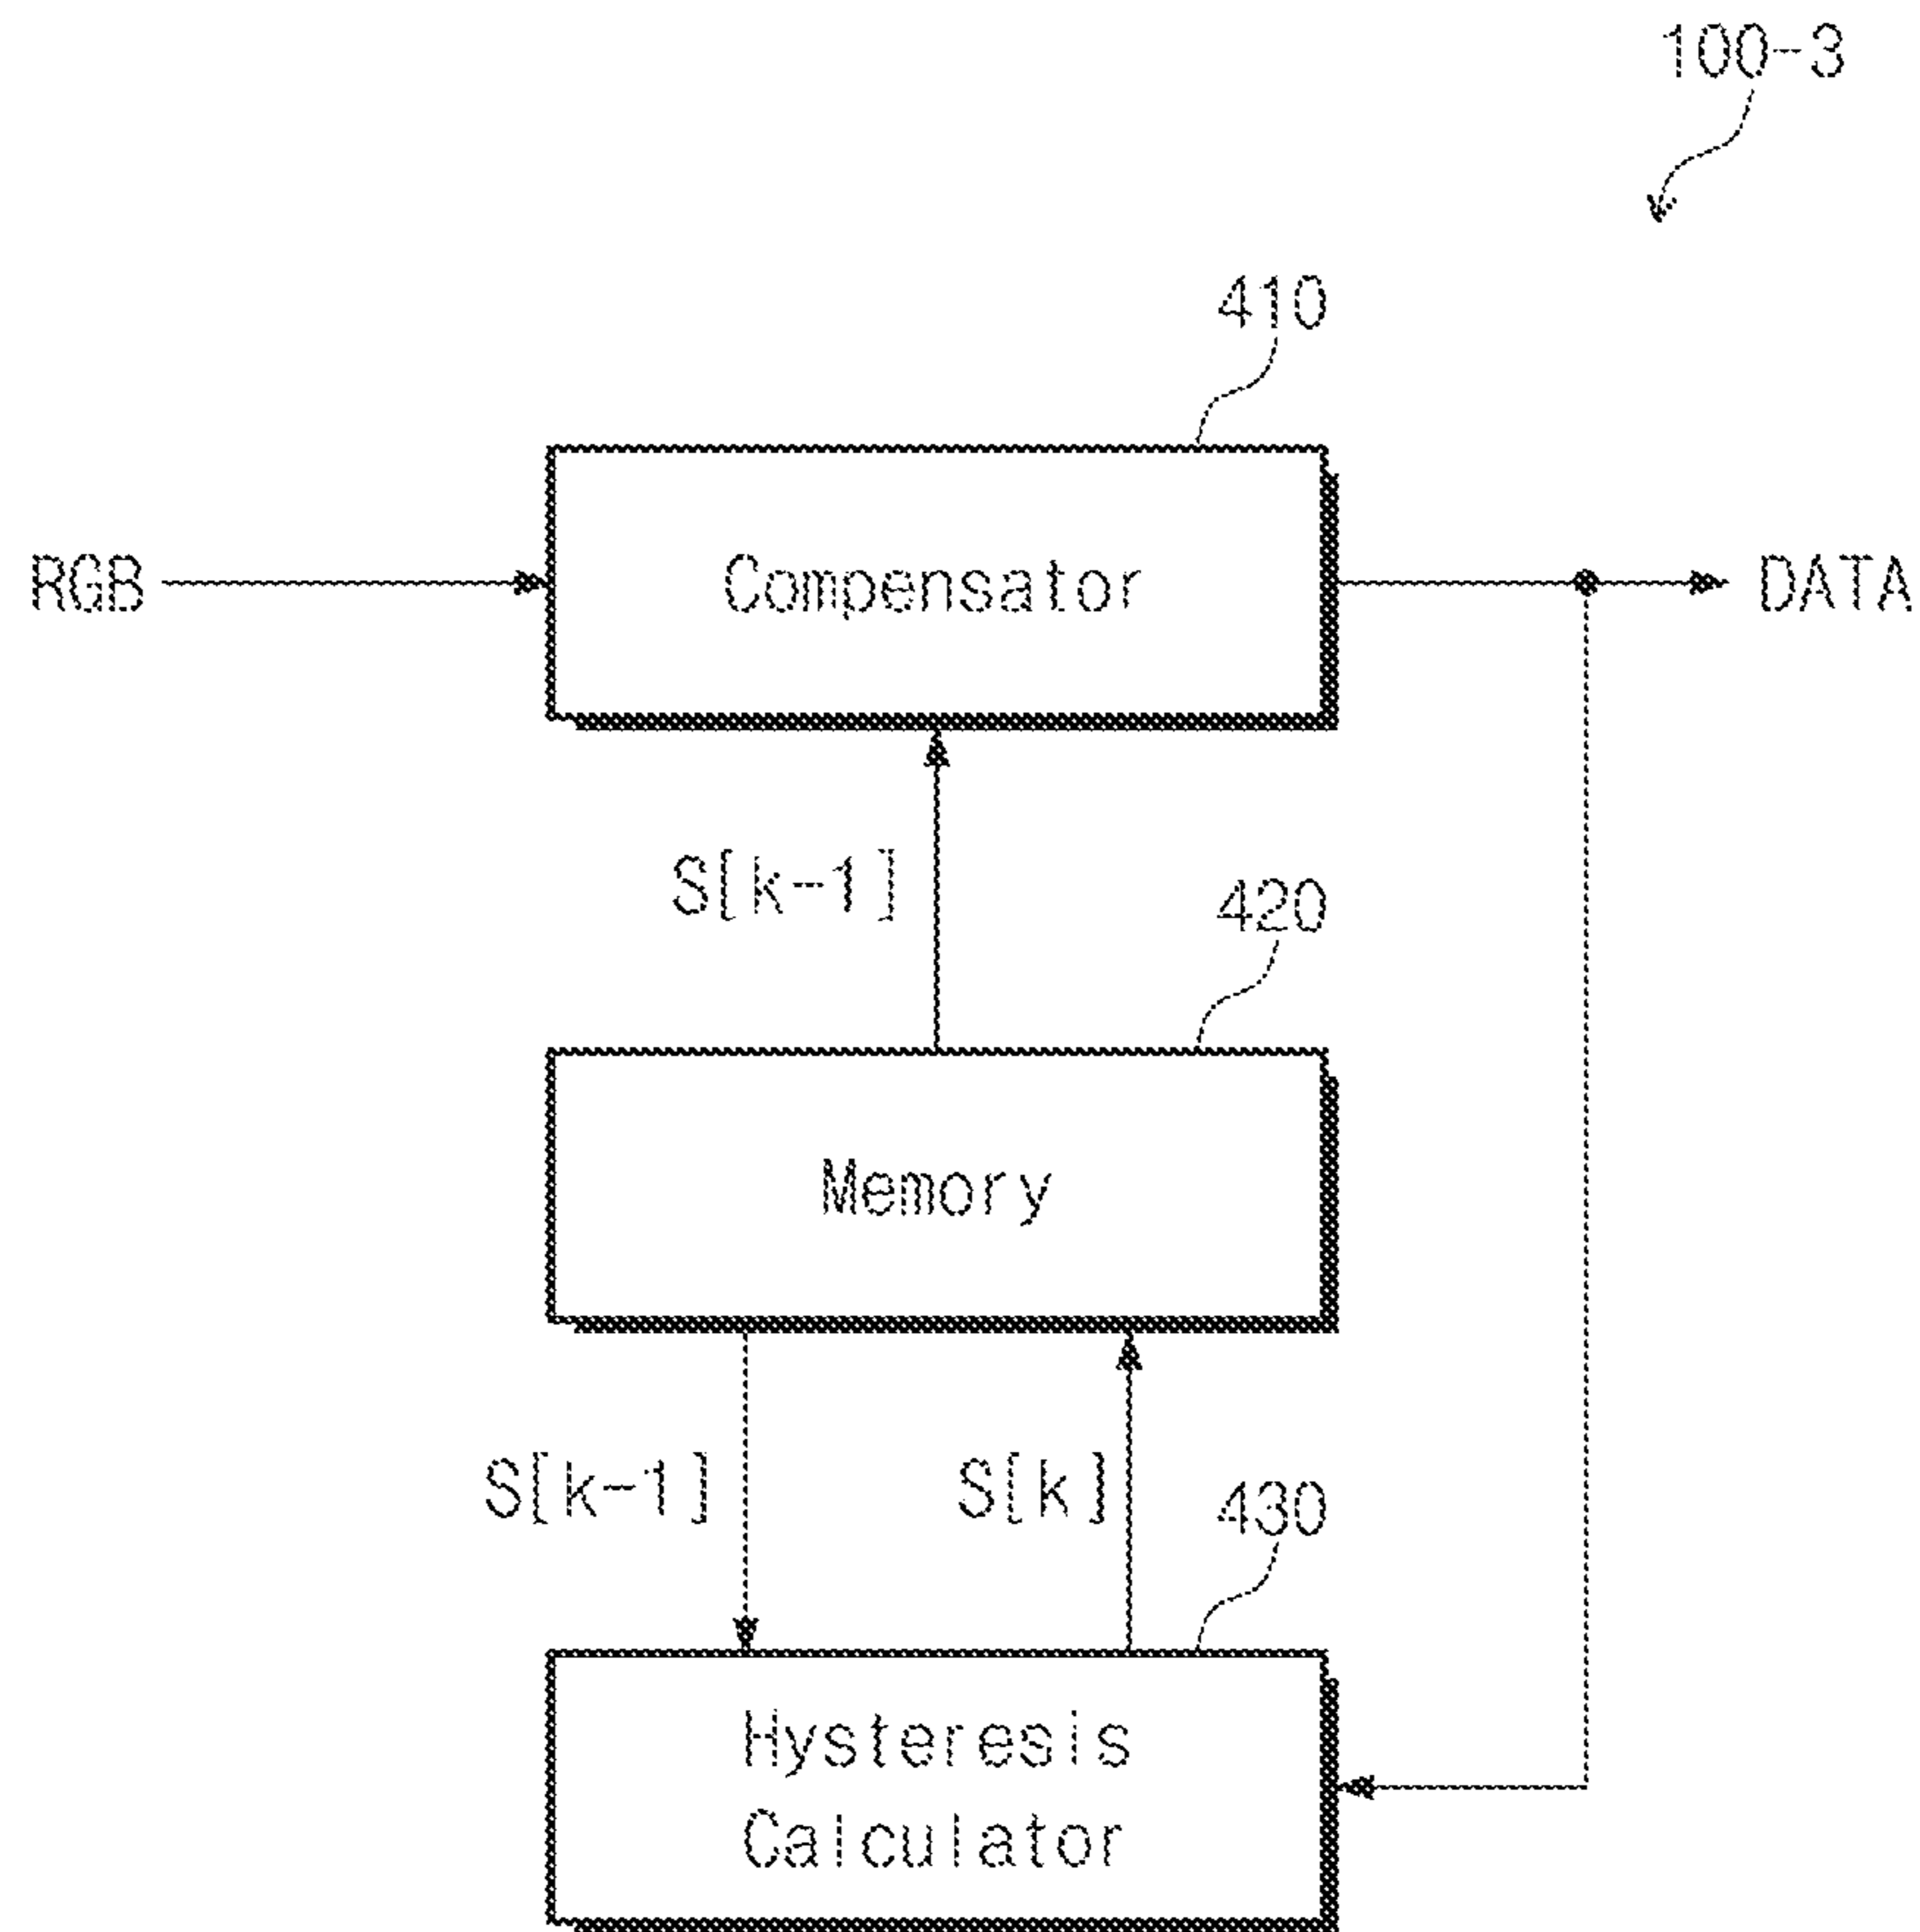 100-3
410
RGB
Compensator
DATA
S[k-1]
420
Memory
S[k-1]
S[k]
430
Hysteresis
Calculator